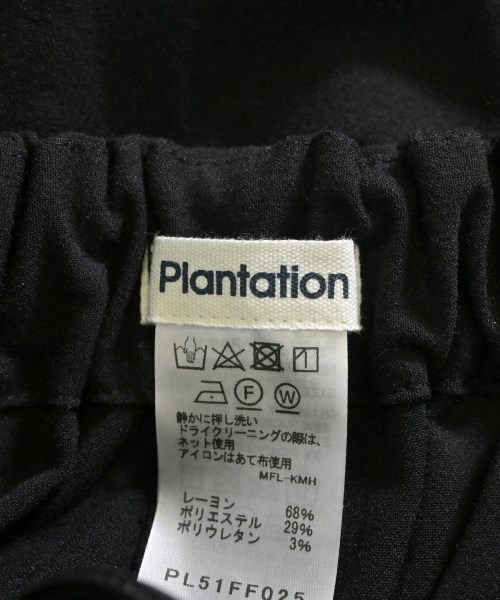 Plantation
F W
静かに押し洗い
ドライクリーニングの際は、
ネット使用
アイロンはあて布使用
MFL-KMH
レーヨン 68%
ポリエステル 29%
ポリウレタン 3%
PL51FF025